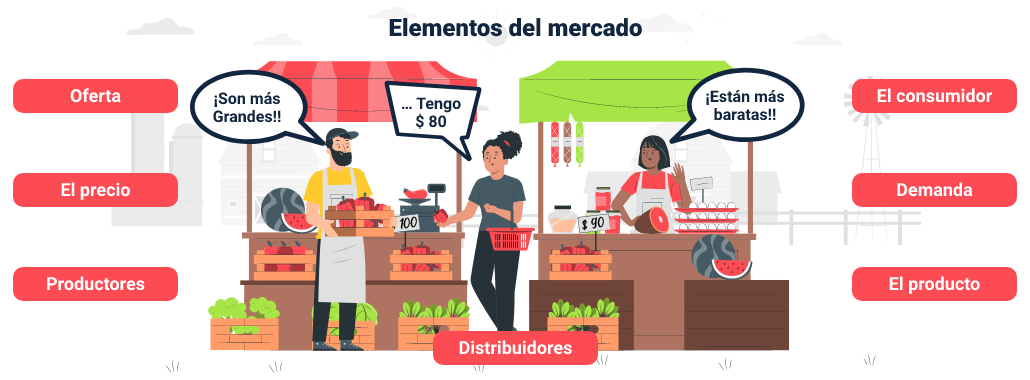 Elementos del mercado
Oferta
El precio
Productores
¡Son más
Grandes!!
... Tengo
$ 80
¡Están más
baratas!!
100
$ 90
El consumidor
Demanda
El producto
Distribuidores